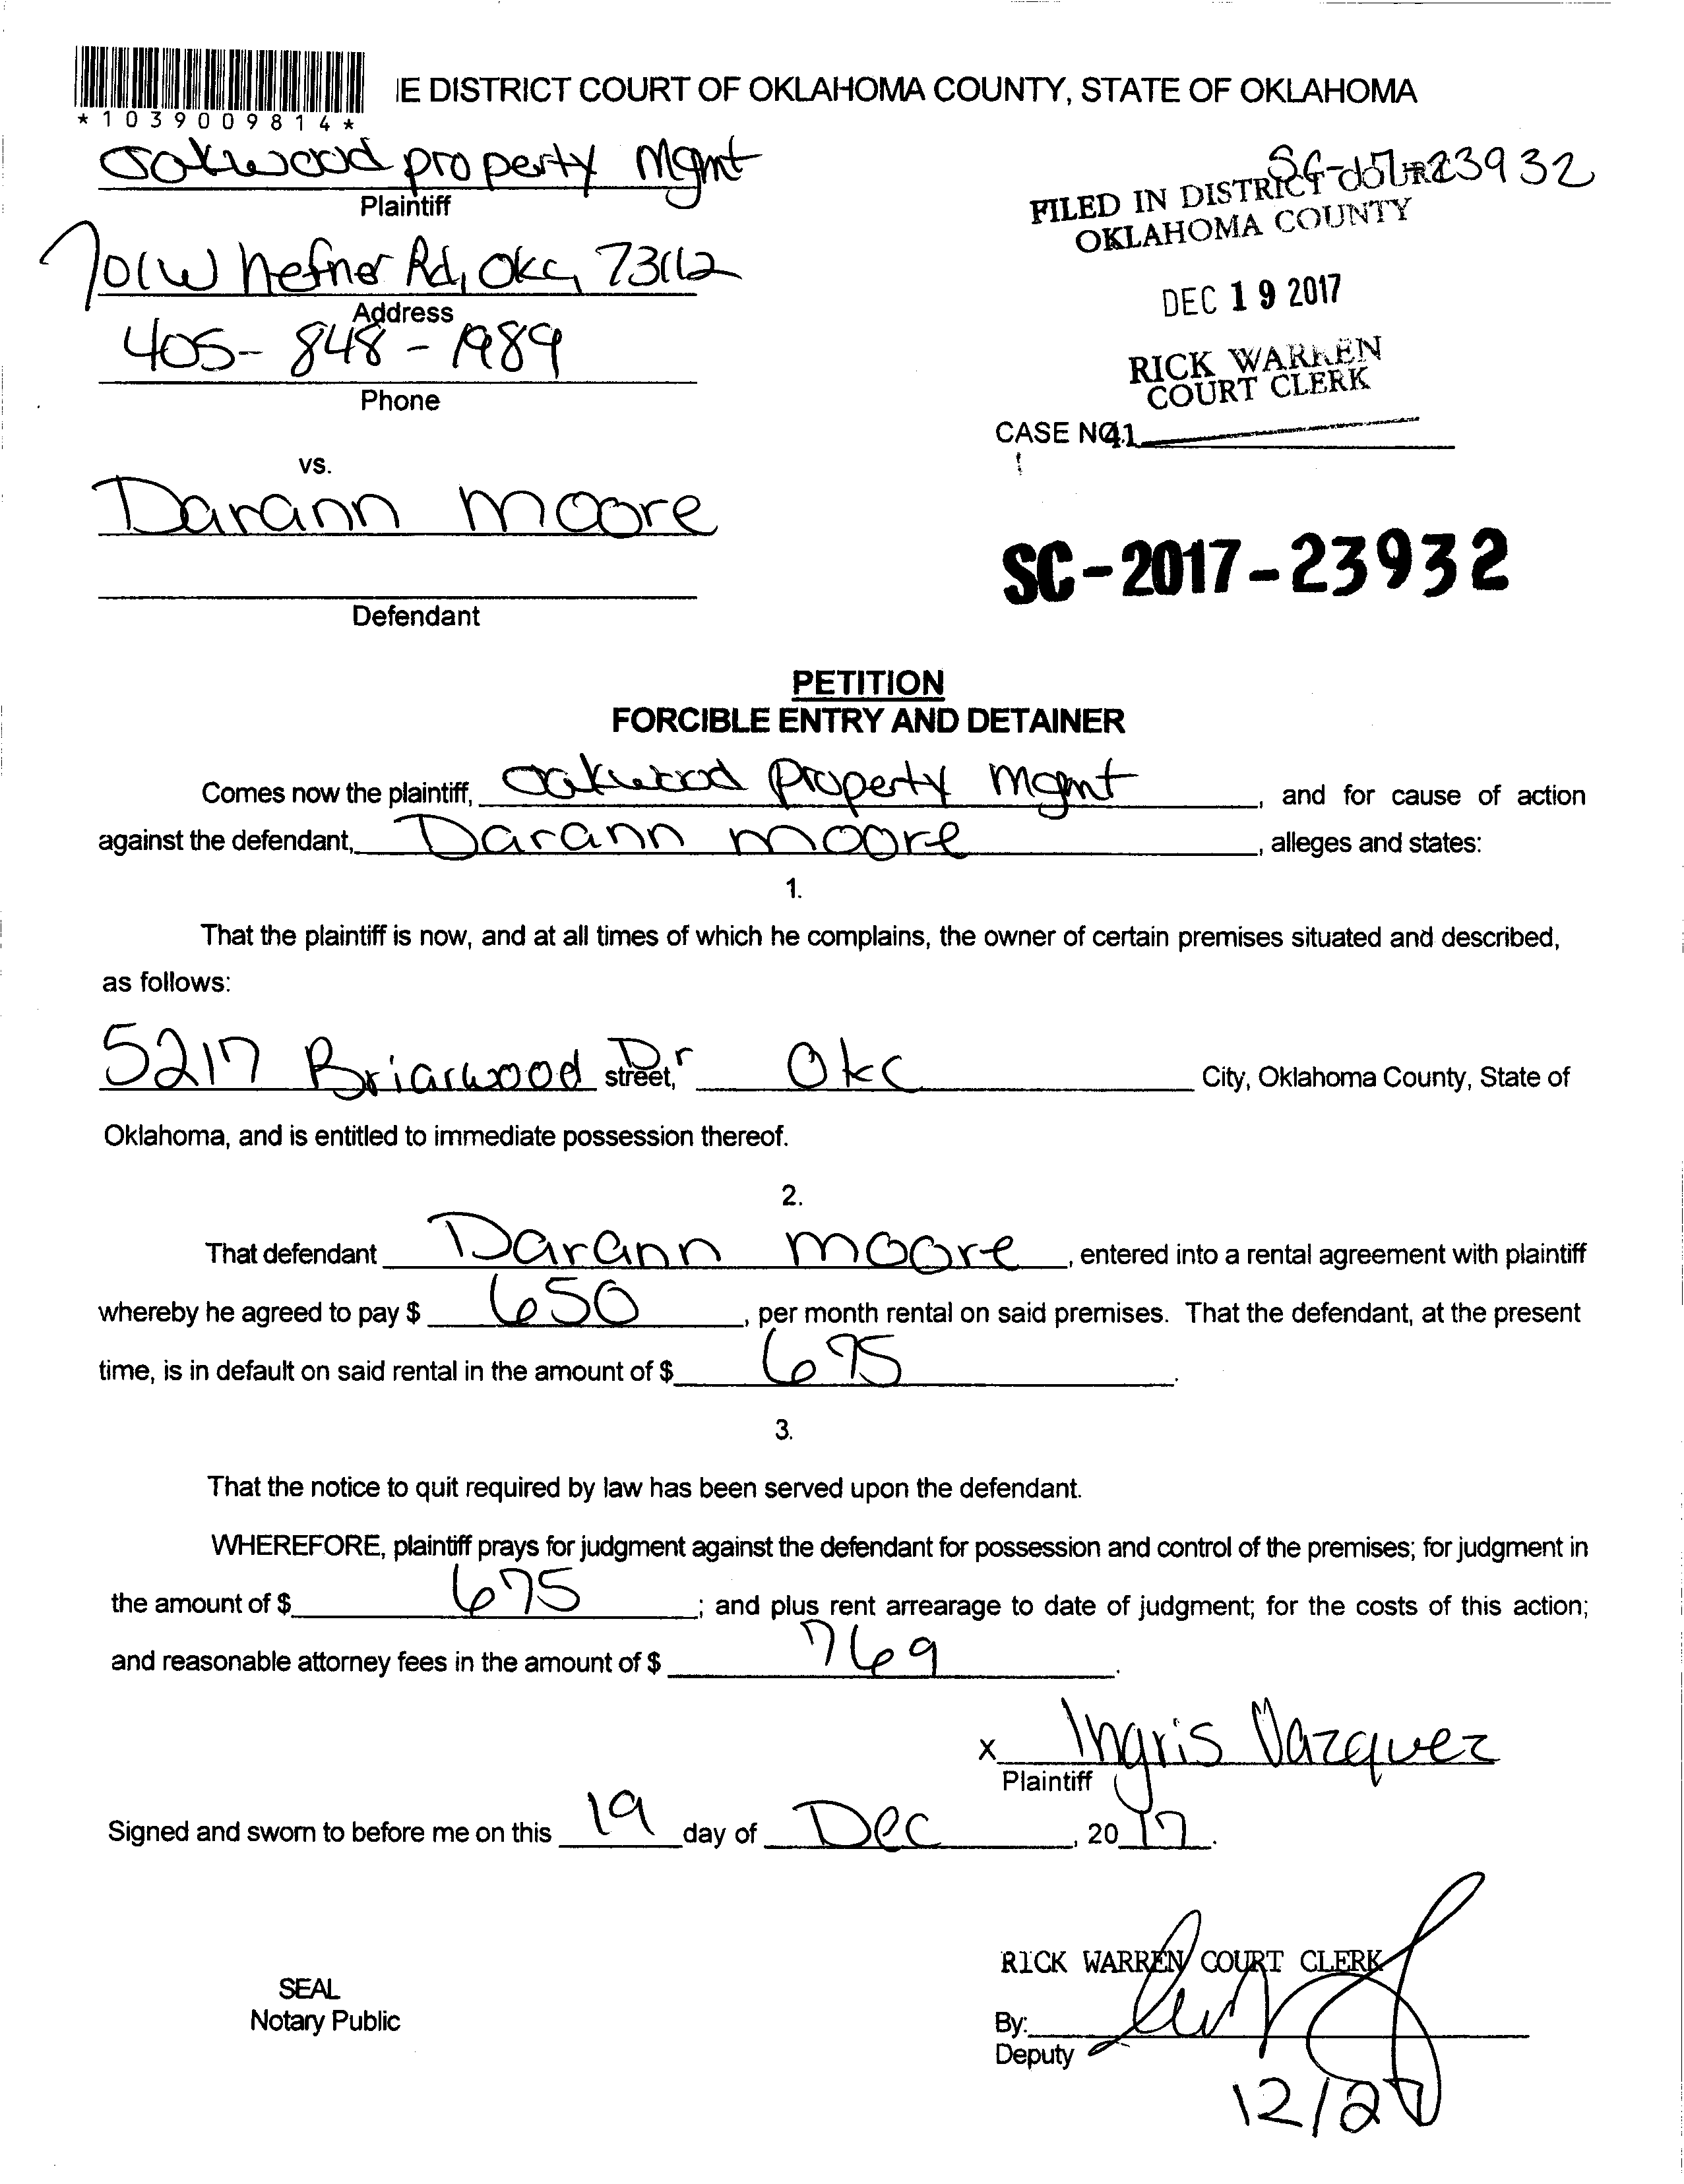 IE DISTRICT COURT OF OKLAHOMA COUNTY, STATE OF OKLAHOMA
*1039009814*
Oakwood property Mgmt
Plaintiff
701 W hefner Rd, Okc, 73112
Address
405-848-1989
Phone
vs.
Darann moore
Defendant
23932
FILED IN DISTRICT
OKLAHOMA COUNTY
DEC 19 2017
RICK WARREN
COURT CLERK
CASE NO.
41
SC-2017-23932
PETITION
FORCIBLE ENTRY AND DETAINER
Comes now the plaintiff, Oakwood property mgmt, and for cause of action
against the defendant, Darann moore, alleges and states:
1.
That the plaintiff is now, and at all times of which he complains, the owner of certain premises situated and described,
as follows:
5217 Briarwood Dr street, Okc City, Oklahoma County, State of
Oklahoma, and is entitled to immediate possession thereof.
2.
That defendant Darann moore, entered into a rental agreement with plaintiff
whereby he agreed to pay $ 650, per month rental on said premises. That the defendant, at the present
time, is in default on said rental in the amount of $ 675.
3.
That the notice to quit required by law has been served upon the defendant.
WHEREFORE, plaintiff prays for judgment against the defendant for possession and control of the premises; for judgment in
the amount of $ 675; and plus rent arrearage to date of judgment; for the costs of this action;
and reasonable attorney fees in the amount of $ 769.
x Ingris Vazquez
Plaintiff
Signed and sworn to before me on this 19 day of Dec, 2017.
RICK WARREN COURT CLERK
SEAL
Notary Public
By:
Deputy